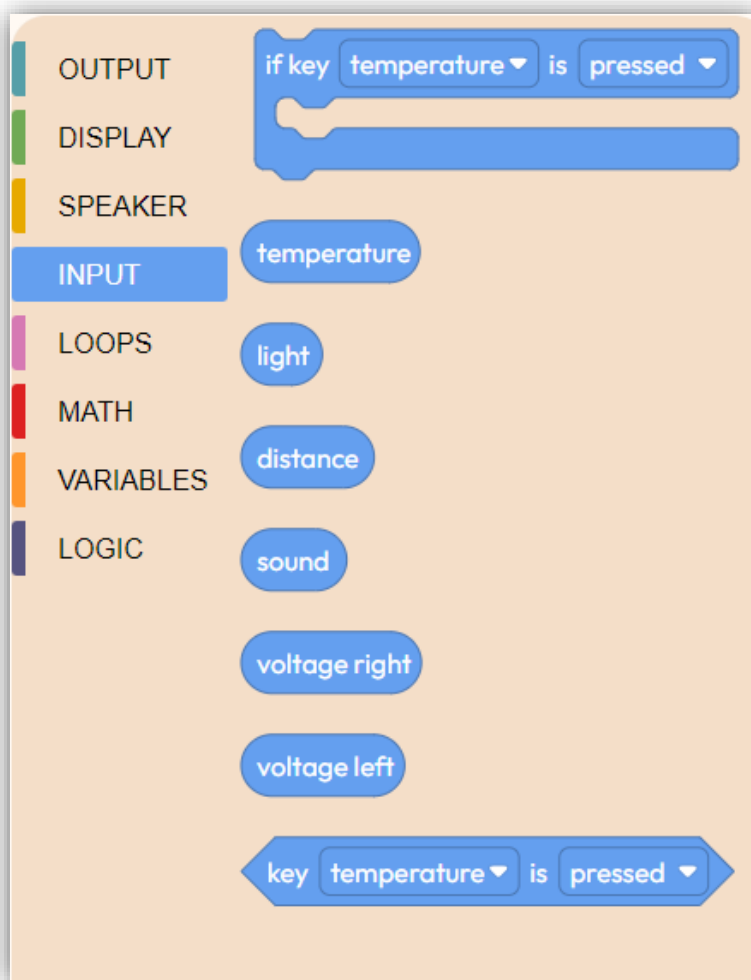 OUTPUT
DISPLAY
SPEAKER
INPUT
LOOPS
MATH
VARIABLES
LOGIC
if key temperature is pressed
temperature
light
distance
sound
voltage right
voltage left
key temperature is pressed